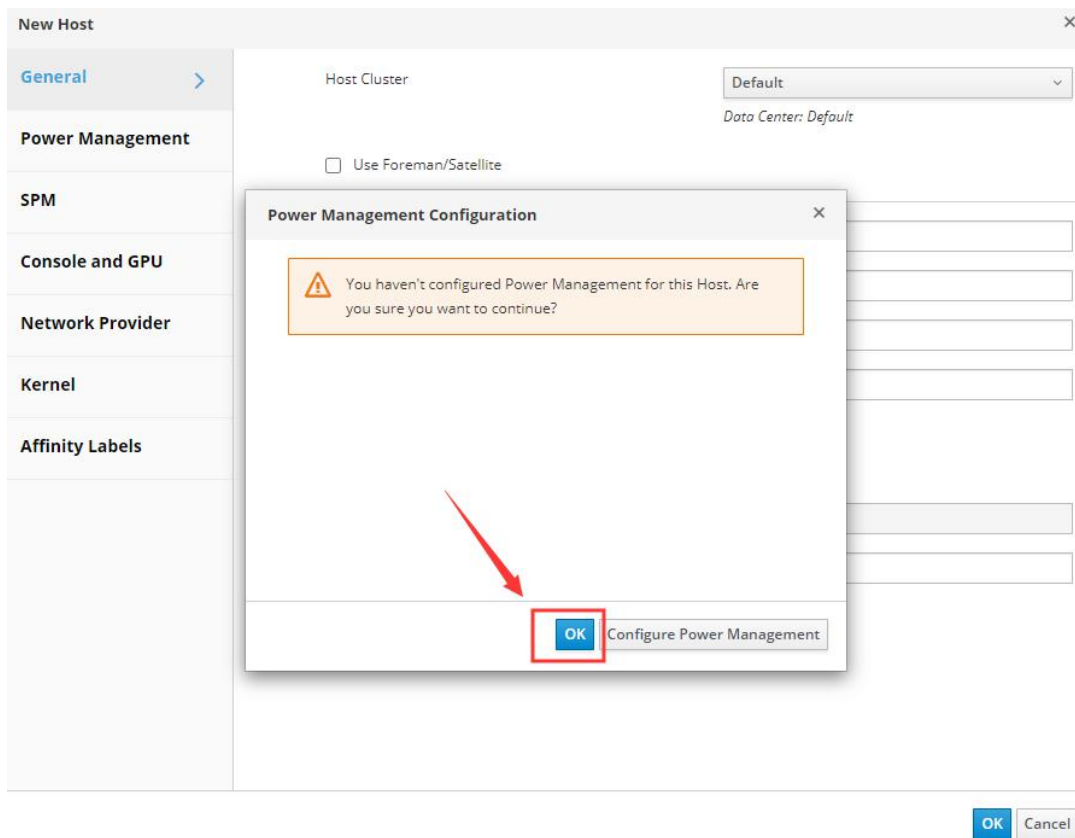 New Host
General
Host Cluster
Default
Data Center: Default
Power Management
Use Foreman/Satellite
SPM
Power Management Configuration
Console and GPU
You haven't configured Power Management for this Host. Are
you sure you want to continue?
Network Provider
Kernel
Affinity Labels
OK
Configure Power Management
OK
Cancel